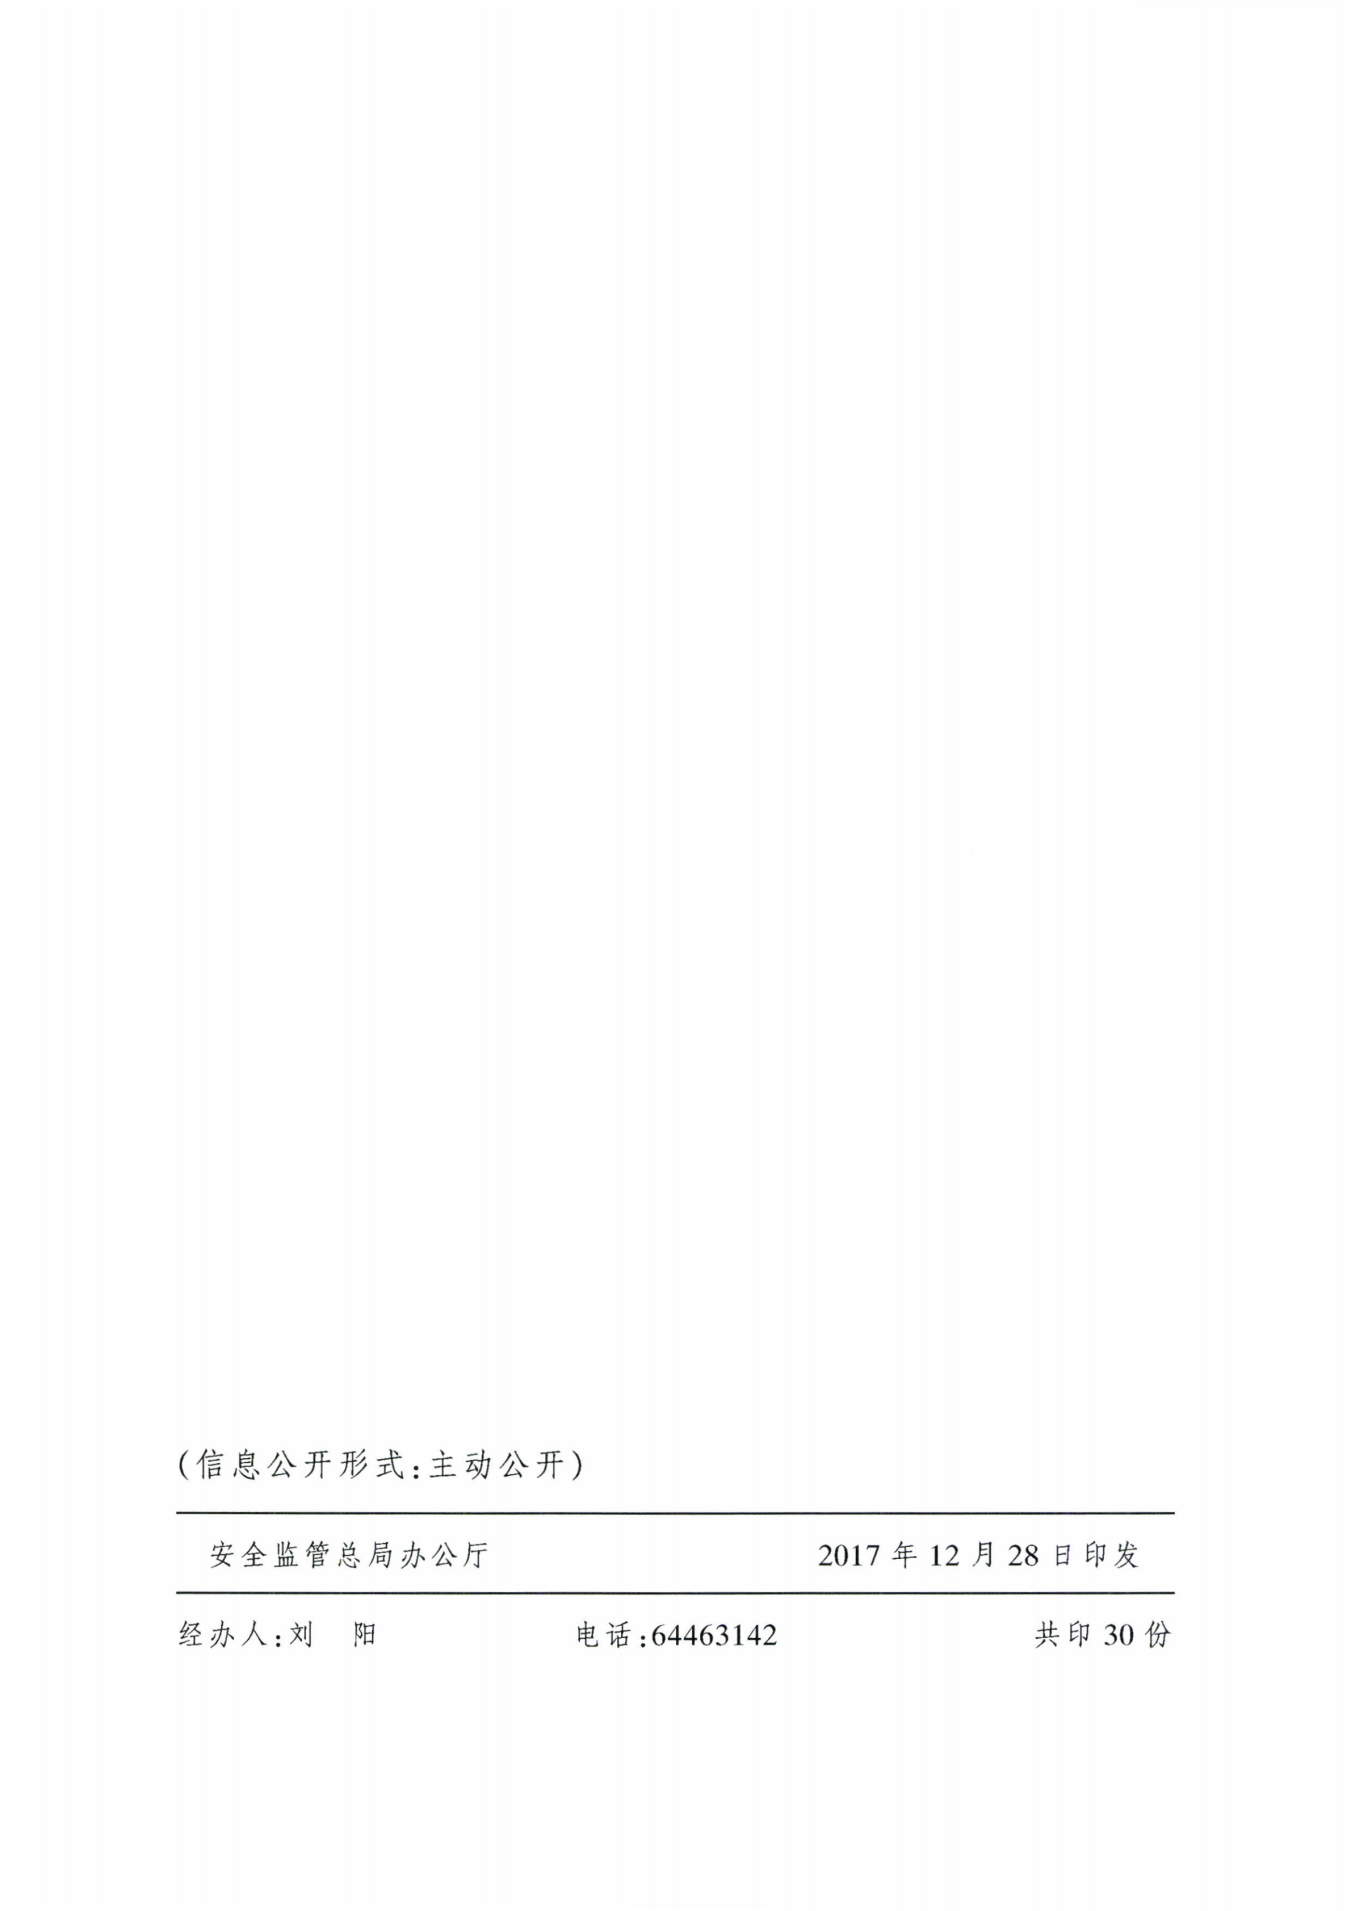 (信息公开形式:主动公开)
安全监管总局办公厅 2017年12月28日印发
经办人:刘 阳 电话:64463142 共印30份